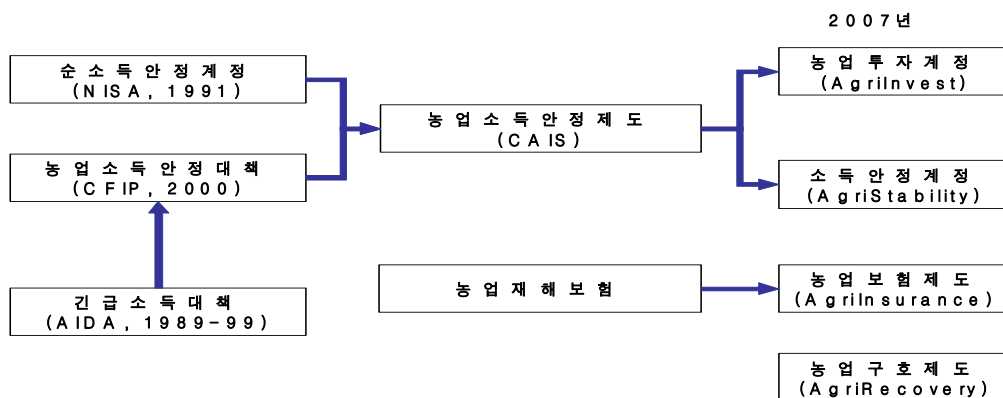 2007년
순소득안정계정
(NISA, 1991)
농업소득안정대책
(CFIP, 2000)
긴급소득대책
(AIDA, 1989-99)
농업소득안정제도
(CAIS)
농업재해보험
농업투자계정
(AgriInvest)
소득안정계정
(AgriStability)
농업보험제도
(AgriInsurance)
농업구호제도
(AgriRecovery)